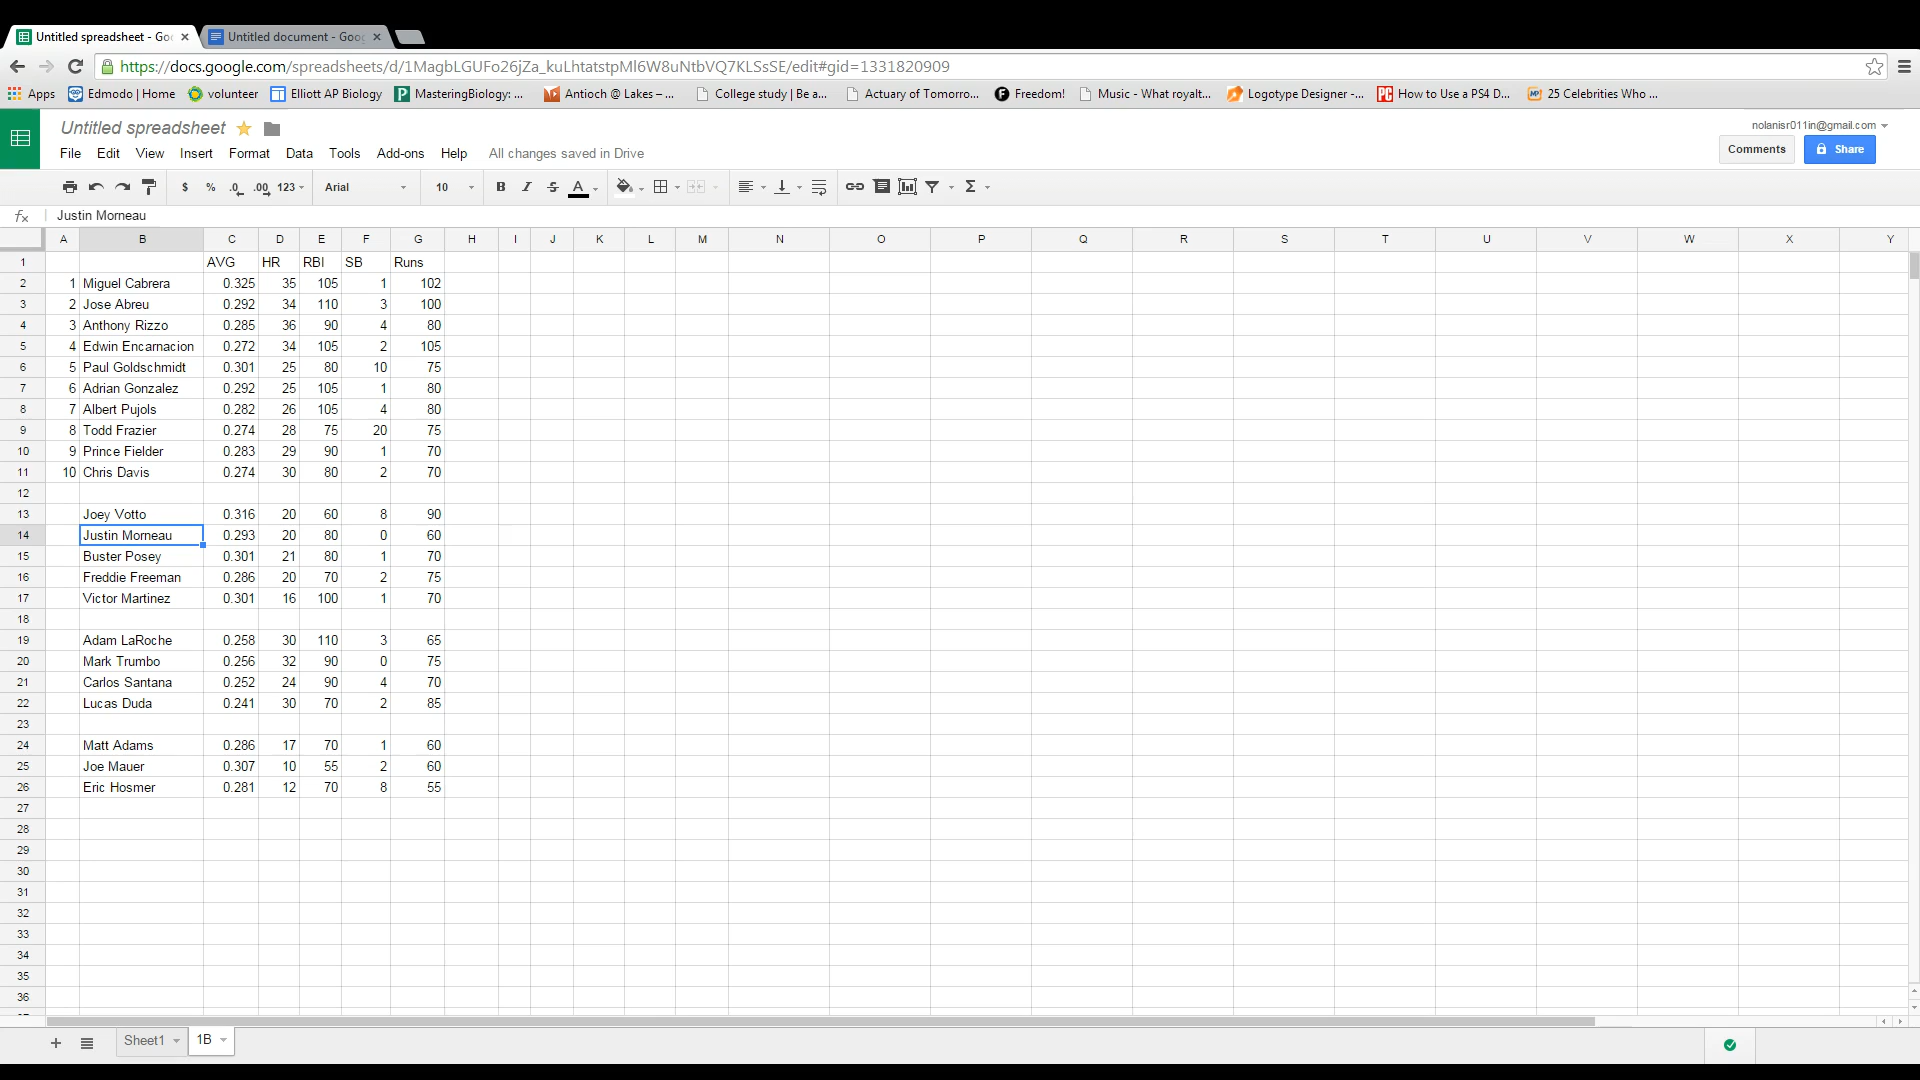 Untitled spreadsheet - Goo
Untitled document - Goog
https://docs.google.com/spreadsheets/d/1MagbLGUFo26jZa_kuLhtatstpMl6W8uNtbVQ7KLSsSE/edit#gid=1331820909
Apps Edmodo | Home volunteer Elliott AP Biology MasteringBiology: ... Antioch @ Lakes – ... College study | Be a... Actuary of Tomorro... Freedom! Music - What royalt... Logotype Designer -... How to Use a PS4 D... 25 Celebrities Who ...
Untitled spreadsheet
nolanisr011in@gmail.com
File Edit View Insert Format Data Tools Add-ons Help All changes saved in Drive
Comments Share
$ % .0 .00 123 Arial 10 B I S A Σ
fx Justin Morneau
A B C D E F G H I J K L M N O P Q R S T U V W X Y
1 AVG HR RBI SB Runs
2 1 Miguel Cabrera 0.325 35 105 1 102
3 2 Jose Abreu 0.292 34 110 3 100
4 3 Anthony Rizzo 0.285 36 90 4 80
5 4 Edwin Encarnacion 0.272 34 105 2 105
6 5 Paul Goldschmidt 0.301 25 80 10 75
7 6 Adrian Gonzalez 0.292 25 105 1 80
8 7 Albert Pujols 0.282 26 105 4 80
9 8 Todd Frazier 0.274 28 75 20 75
10 9 Prince Fielder 0.283 29 90 1 70
11 10 Chris Davis 0.274 30 80 2 70
12
13 Joey Votto 0.316 20 60 8 90
14 Justin Morneau 0.293 20 80 0 60
15 Buster Posey 0.301 21 80 1 70
16 Freddie Freeman 0.286 20 70 2 75
17 Victor Martinez 0.301 16 100 1 70
18
19 Adam LaRoche 0.258 30 110 3 65
20 Mark Trumbo 0.256 32 90 0 75
21 Carlos Santana 0.252 24 90 4 70
22 Lucas Duda 0.241 30 70 2 85
23
24 Matt Adams 0.286 17 70 1 60
25 Joe Mauer 0.307 10 55 2 60
26 Eric Hosmer 0.281 12 70 8 55
27
28
29
30
31
32
33
34
35
36
Sheet1 1B